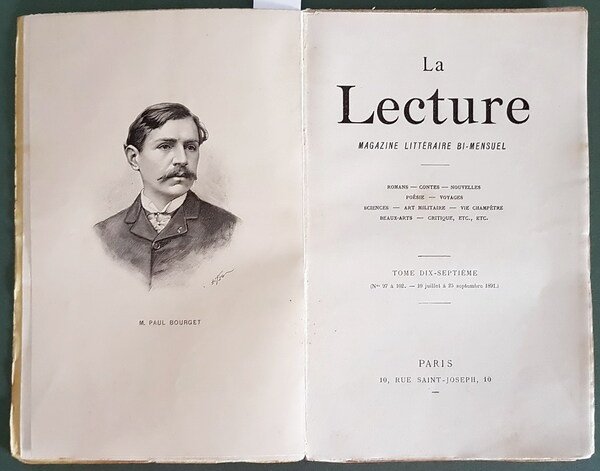 M. PAUL BOURGET
La
Lecture
MAGAZINE LITTÉRAIRE BI-MENSUEL
ROMANS — CONTES — NOUVELLES
POÉSIE — VOYAGES
SCIENCES — ART MILITAIRE — VIE CHAMPÊTRE
BEAUX-ARTS — CRITIQUE, ETC., ETC.
TOME DIX-SEPTIÈME
(Nos 97 à 102. — 10 juillet à 25 septembre 1891.)
PARIS
10, RUE SAINT-JOSEPH, 10